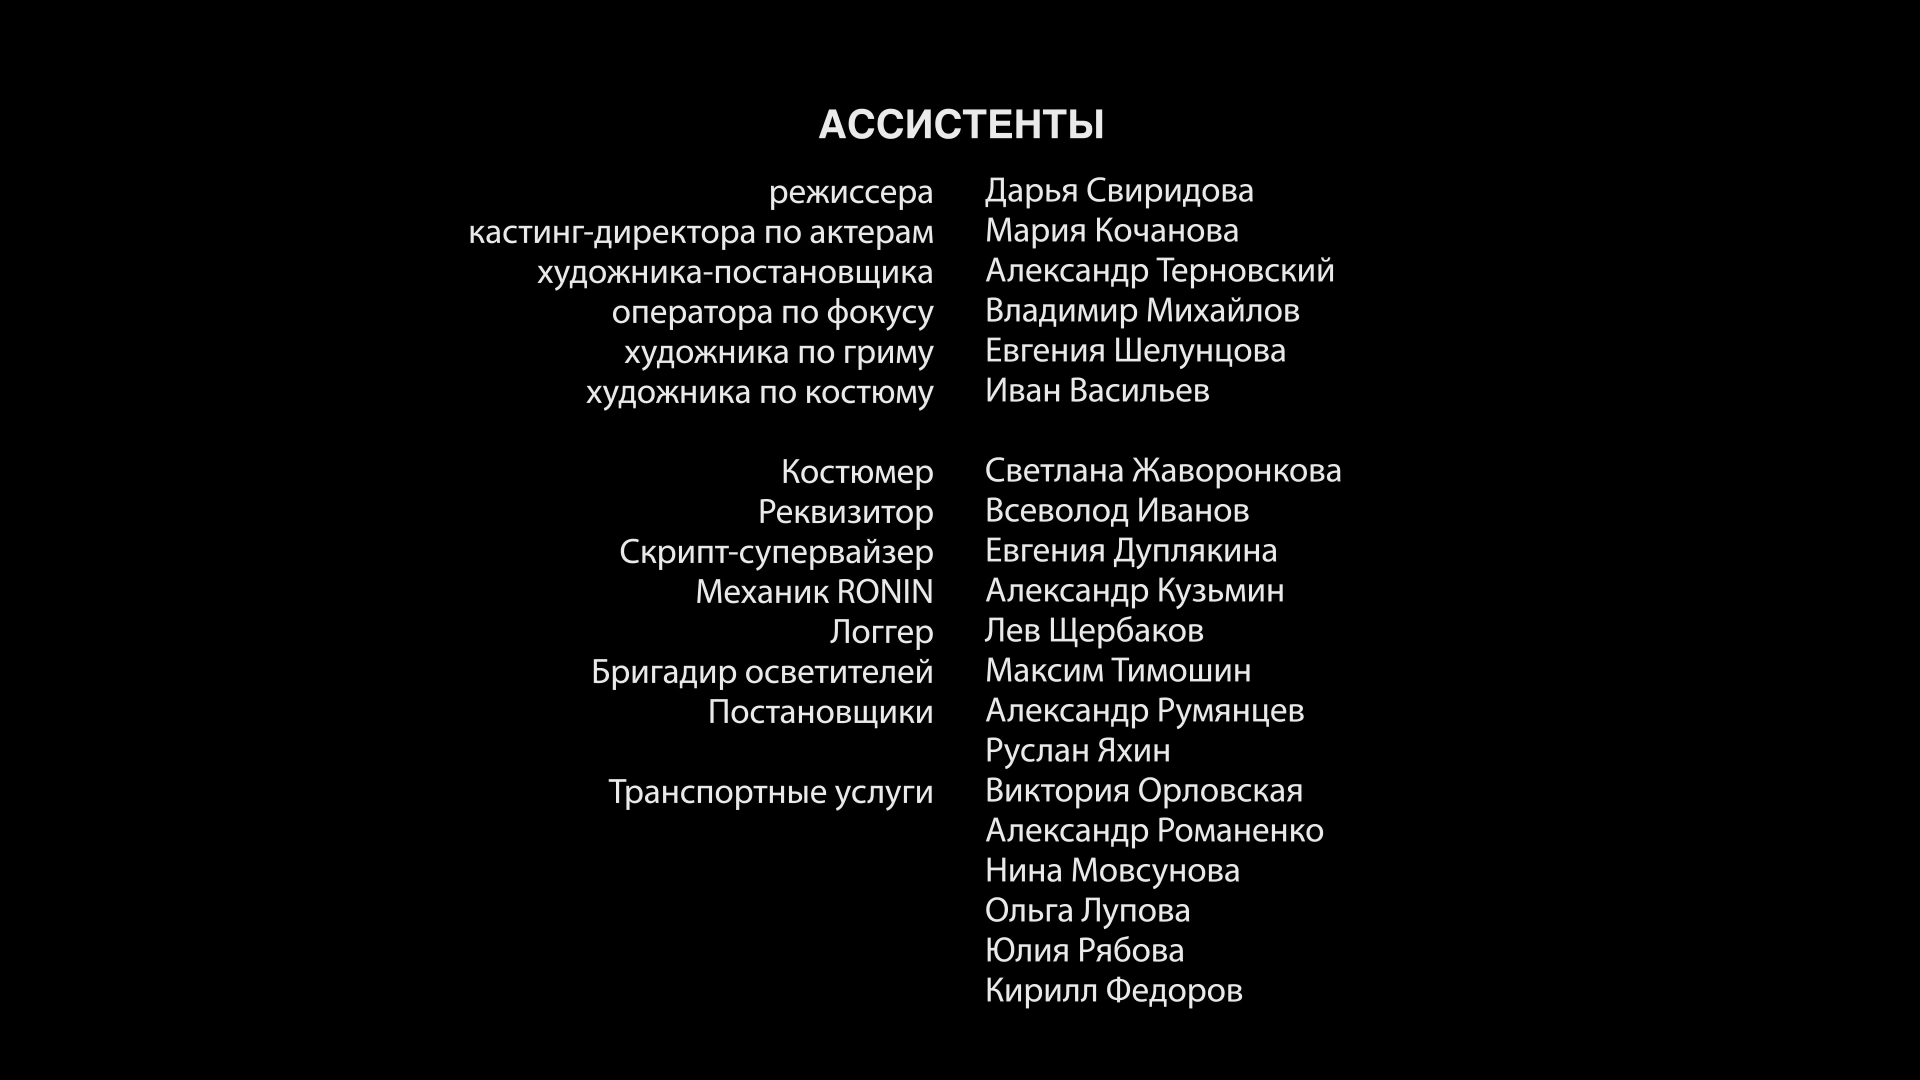 АССИСТЕНТЫ
режиссера Дарья Свиридова
кастинг-директора по актерам Мария Кочанова
художника-постановщика Александр Терновский
оператора по фокусу Владимир Михайлов
художника по гриму Евгения Шелунцова
художника по костюму Иван Васильев
Костюмер Светлана Жаворонкова
Реквизитор Всеволод Иванов
Скрипт-супервайзер Евгения Дуплякина
Механик RONIN Александр Кузьмин
Логгер Лев Щербаков
Бригадир осветителей Максим Тимошин
Постановщики Александр Румянцев
Руслан Яхин
Транспортные услуги Виктория Орловская
Александр Романенко
Нина Мовсунова
Ольга Лупова
Юлия Рябова
Кирилл Федоров